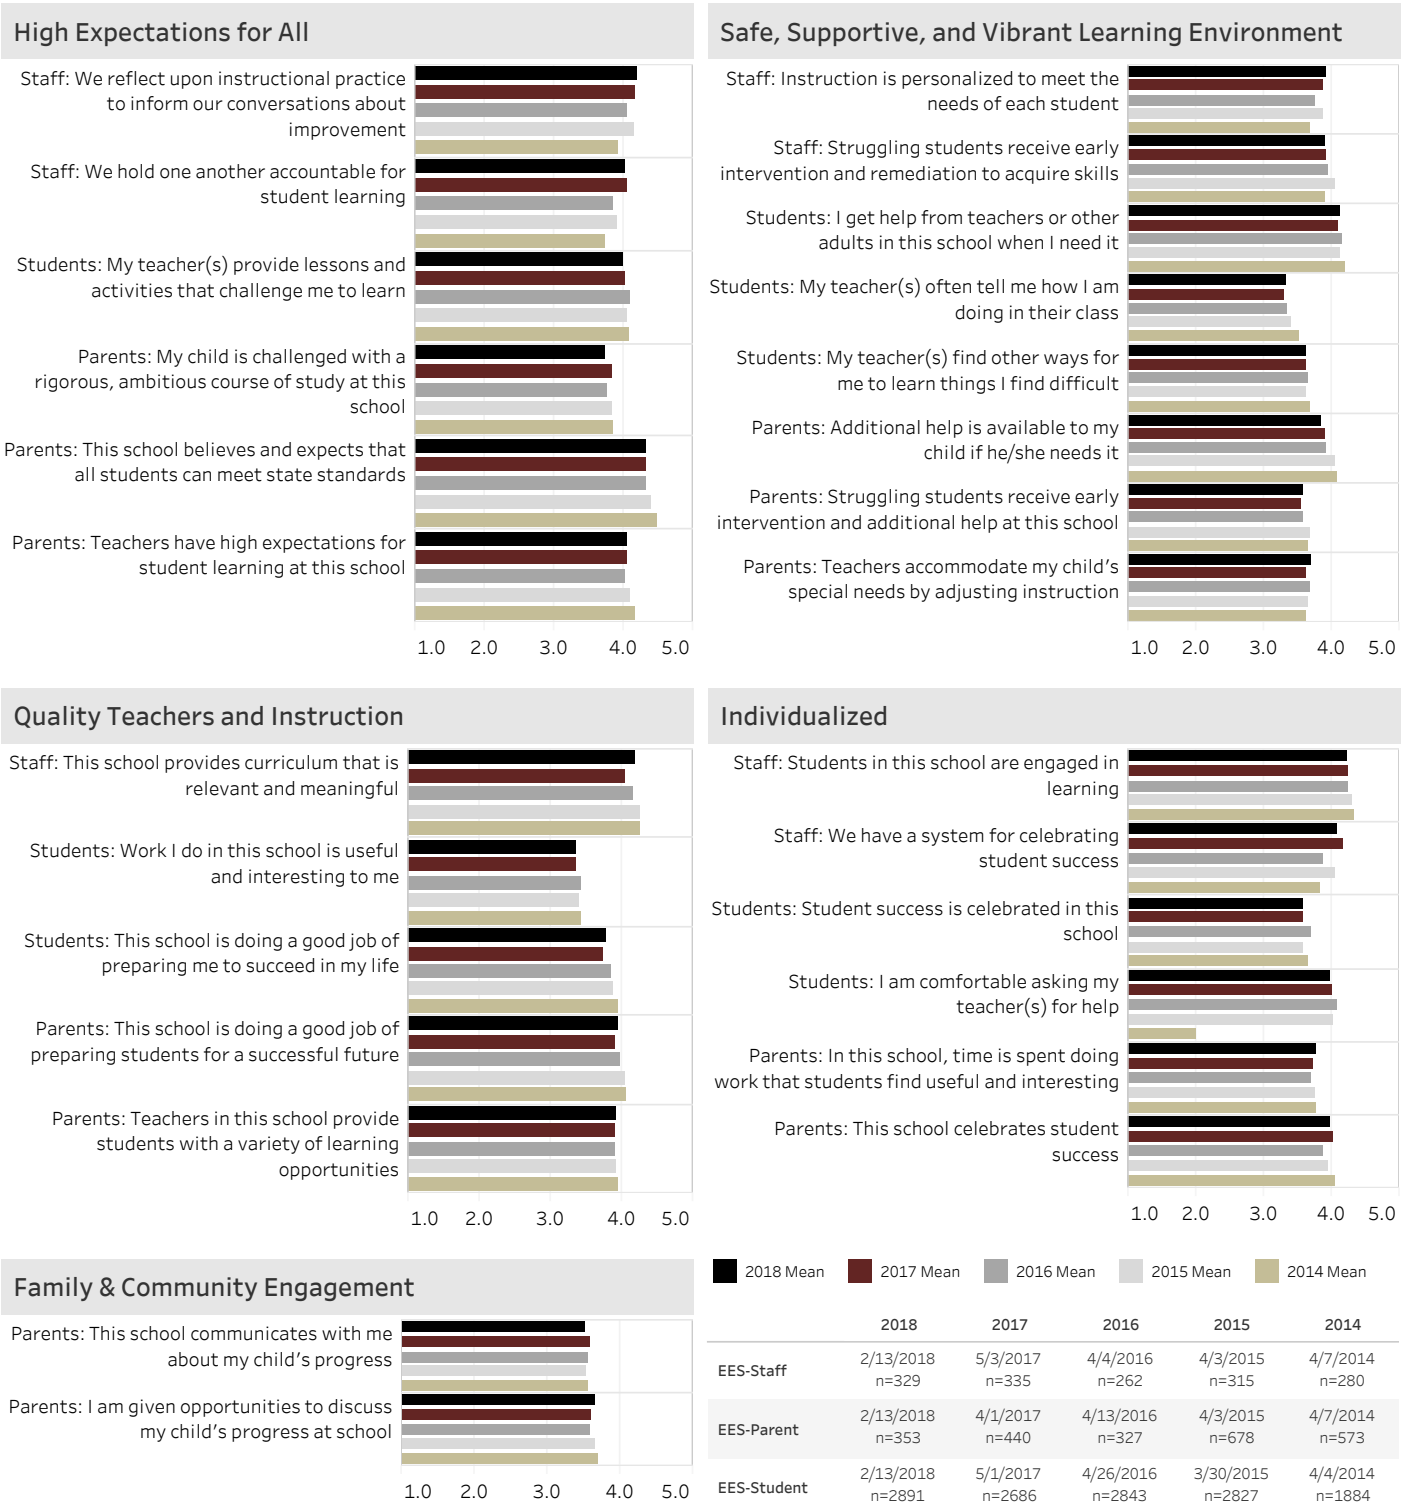 High Expectations for All
Staff: We reflect upon instructional practice
to inform our conversations about
improvement
Staff: We hold one another accountable for
student learning
Students: My teacher(s) provide lessons and
activities that challenge me to learn
Parents: My child is challenged with a
rigorous, ambitious course of study at this
school
Parents: This school believes and expects that
all students can meet state standards
Parents: Teachers have high expectations for
student learning at this school
1.0 2.0 3.0 4.0 5.0
Safe, Supportive, and Vibrant Learning Environment
Staff: Instruction is personalized to meet the
needs of each student
Staff: Struggling students receive early
intervention and remediation to acquire skills
Students: I get help from teachers or other
adults in this school when I need it
Students: My teacher(s) often tell me how I am
doing in their class
Students: My teacher(s) find other ways for
me to learn things I find difficult
Parents: Additional help is available to my
child if he/she needs it
Parents: Struggling students receive early
intervention and additional help at this school
Parents: Teachers accommodate my child's
special needs by adjusting instruction
1.0 2.0 3.0 4.0 5.0
Quality Teachers and Instruction
Staff: This school provides curriculum that is
relevant and meaningful
Students: Work I do in this school is useful
and interesting to me
Students: This school is doing a good job of
preparing me to succeed in my life
Parents: This school is doing a good job of
preparing students for a successful future
Parents: Teachers in this school provide
students with a variety of learning
opportunities
1.0 2.0 3.0 4.0 5.0
Individualized
Staff: Students in this school are engaged in
learning
Staff: We have a system for celebrating
student success
Students: Student success is celebrated in this
school
Students: I am comfortable asking my
teacher(s) for help
Parents: In this school, time is spent doing
work that students find useful and interesting
Parents: This school celebrates student
success
1.0 2.0 3.0 4.0 5.0
Family & Community Engagement
Parents: This school communicates with me
about my child's progress
Parents: I am given opportunities to discuss
my child's progress at school
1.0 2.0 3.0 4.0 5.0
2018 Mean 2017 Mean 2016 Mean 2015 Mean 2014 Mean
2018 2017 2016 2015 2014
EES-Staff 2/13/2018 5/3/2017 4/4/2016 4/3/2015 4/7/2014
n=329 n=335 n=262 n=315 n=280
EES-Parent 2/13/2018 4/1/2017 4/13/2016 4/3/2015 4/7/2014
n=353 n=440 n=327 n=678 n=573
EES-Student 2/13/2018 5/1/2017 4/26/2016 3/30/2015 4/4/2014
n=2891 n=2686 n=2843 n=2827 n=1884